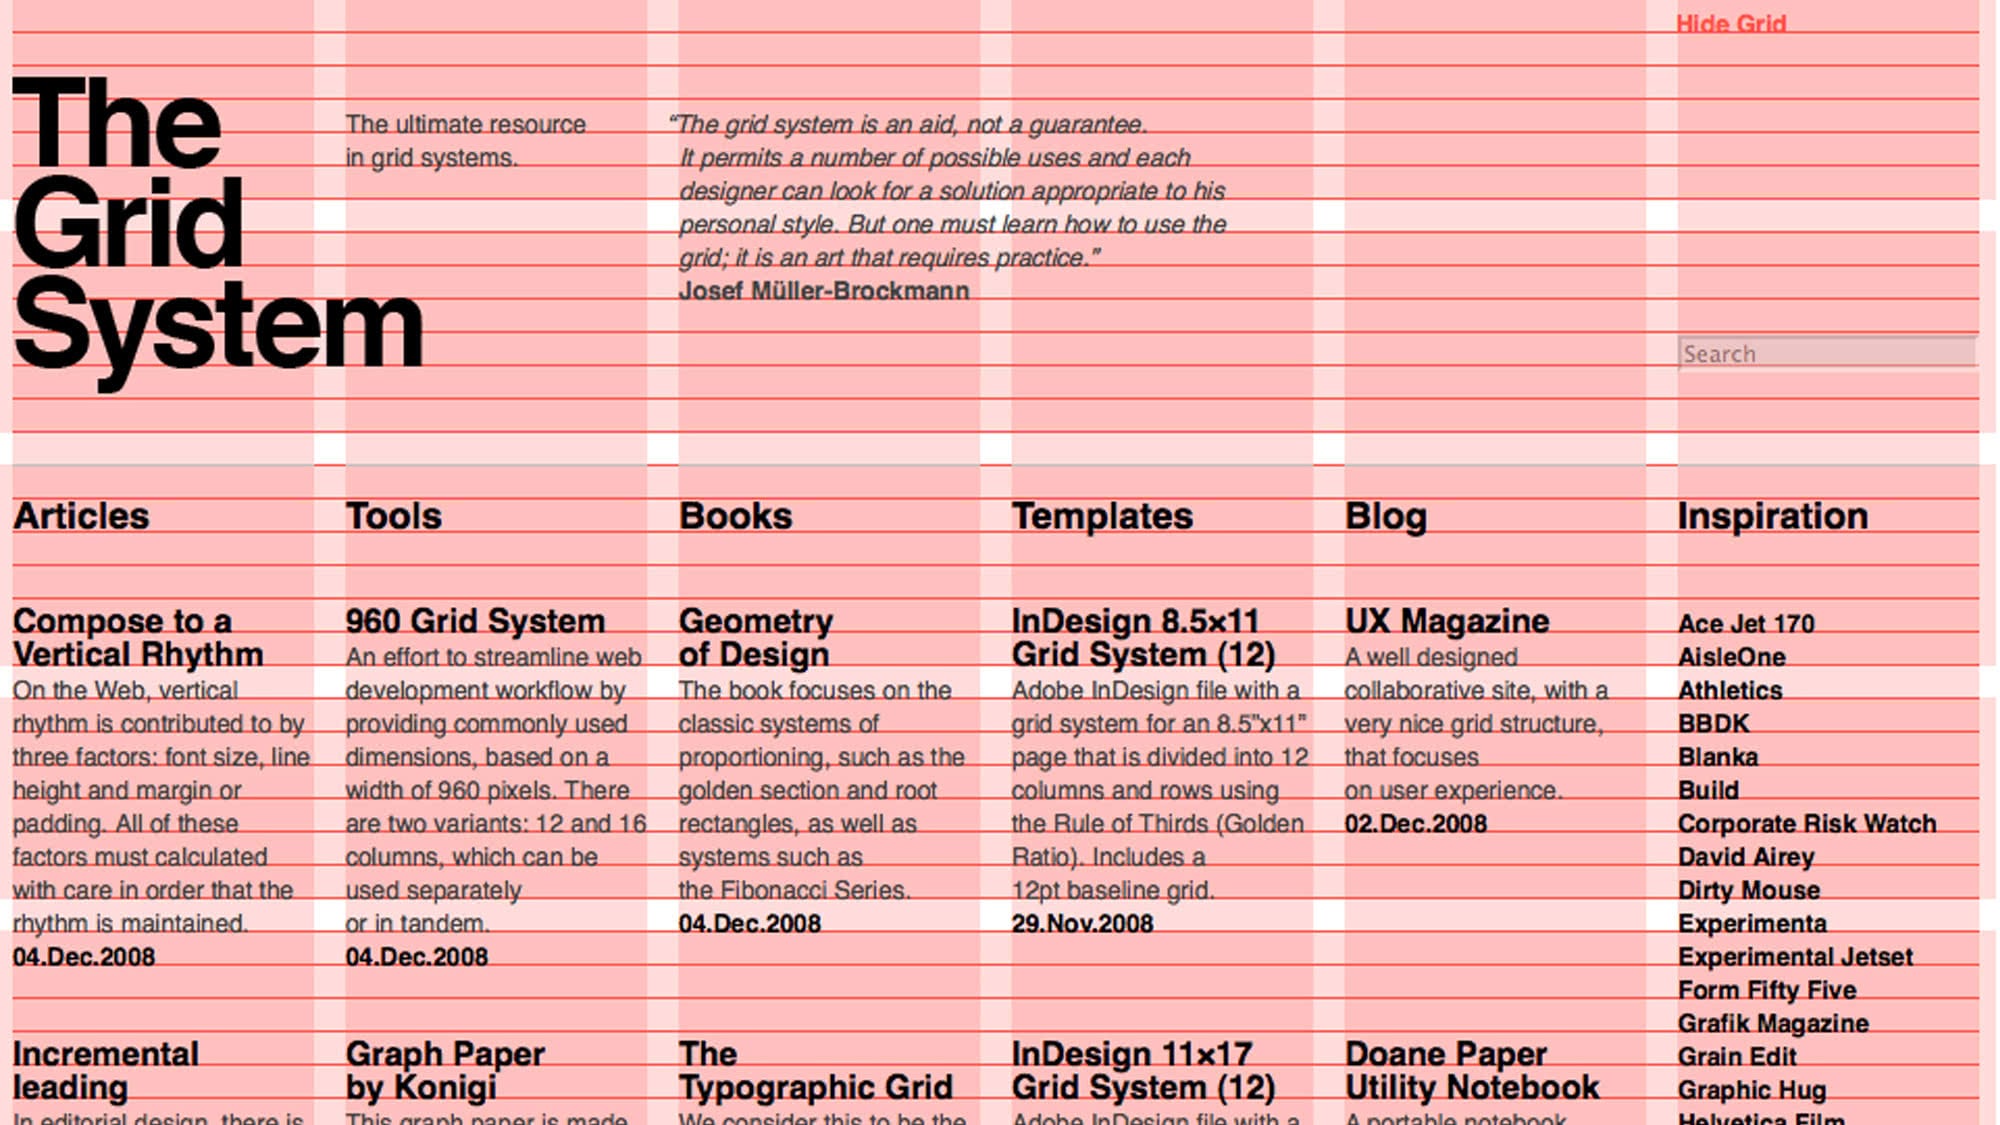 Hide Grid
The
Grid
System
The ultimate resource
in grid systems.
“The grid system is an aid, not a guarantee.
It permits a number of possible uses and each
designer can look for a solution appropriate to his
personal style. But one must learn how to use the
grid; it is an art that requires practice.”
Josef Müller-Brockmann
Search
Articles
Compose to a
Vertical Rhythm
On the Web, vertical
rhythm is contributed to by
three factors: font size, line
height and margin or
padding. All of these
factors must calculated
with care in order that the
rhythm is maintained.
04.Dec.2008
Incremental
leading
In editorial design, there is
Tools
960 Grid System
An effort to streamline web
development workflow by
providing commonly used
dimensions, based on a
width of 960 pixels. There
are two variants: 12 and 16
columns, which can be
used separately
or in tandem.
04.Dec.2008
Graph Paper
by Konigi
This graph paper is made
Books
Geometry
of Design
The book focuses on the
classic systems of
proportioning, such as the
golden section and root
rectangles, as well as
systems such as
the Fibonacci Series.
04.Dec.2008
The
Typographic Grid
We consider this to be the
Templates
InDesign 8.5×11
Grid System (12)
Adobe InDesign file with a
grid system for an 8.5”x11”
page that is divided into 12
columns and rows using
the Rule of Thirds (Golden
Ratio). Includes a
12pt baseline grid.
29.Nov.2008
InDesign 11×17
Grid System (12)
Adobe InDesign file with a
Blog
UX Magazine
A well designed
collaborative site, with a
very nice grid structure,
that focuses
on user experience.
02.Dec.2008
Doane Paper
Utility Notebook
A portable notebook
Inspiration
Ace Jet 170
AisleOne
Athletics
BBDK
Blanka
Build
Corporate Risk Watch
David Airey
Dirty Mouse
Experimenta
Experimental Jetset
Form Fifty Five
Grafik Magazine
Grain Edit
Graphic Hug
Helvetica Film